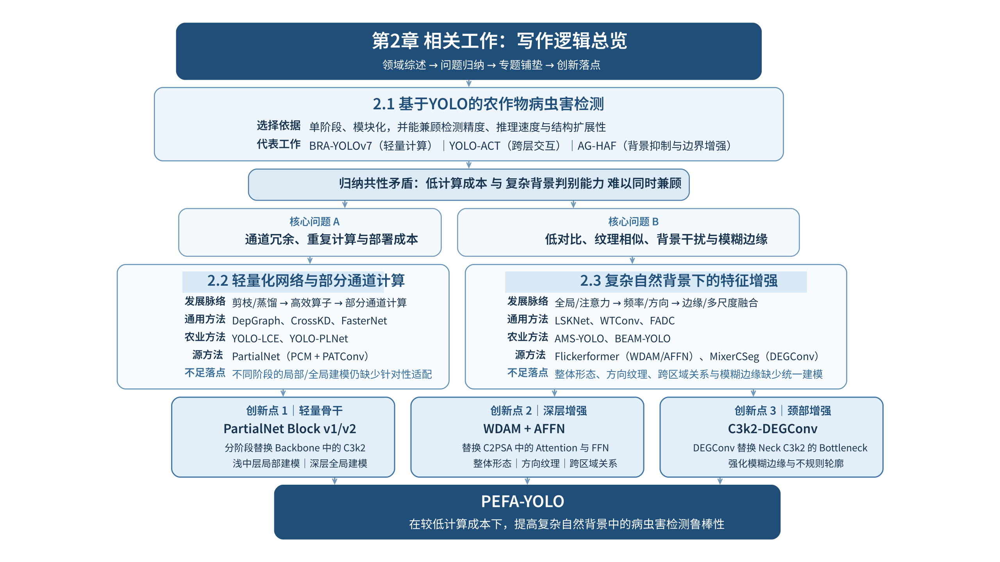 第2章 相关工作：写作逻辑总览
领域综述 → 问题归纳 → 专题铺垫 → 创新落点
2.1 基于YOLO的农作物病虫害检测
选择依据 单阶段、模块化，并能兼顾检测精度、推理速度与结构扩展性
代表工作 BRA-YOLOv7（轻量计算）｜YOLO-ACT（跨层交互）｜AG-HAF（背景抑制与边界增强）
归纳共性矛盾：低计算成本 与 复杂背景判别能力 难以同时兼顾
核心问题 A
通道冗余、重复计算与部署成本
核心问题 B
低对比、纹理相似、背景干扰与模糊边缘
2.2 轻量化网络与部分通道计算
发展脉络 剪枝/蒸馏 → 高效算子 → 部分通道计算
通用方法 DepGraph、CrossKD、FasterNet
农业方法 YOLO-LCE、YOLO-PLNet
源方法 PartialNet（PCM + PATConv）
不足落点 不同阶段的局部/全局建模仍缺少针对性适配
2.3 复杂自然背景下的特征增强
发展脉络 全局/注意力 → 频率/方向 → 边缘/多尺度融合
通用方法 LSKNet、WTConv、FADC
农业方法 AMS-YOLO、BEAM-YOLO
源方法 Flickerformer（WDAM/AFFN）、MixerCSeg（DEGConv）
不足落点 整体形态、方向纹理、跨区域关系与模糊边缘缺少统一建模
创新点 1｜轻量骨干
PartialNet Block v1/v2
分阶段替换 Backbone 中的 C3k2
浅中层局部建模｜深层全局建模
创新点 2｜深层增强
WDAM + AFFN
替换 C2PSA 中的 Attention 与 FFN
整体形态｜方向纹理｜跨区域关系
创新点 3｜颈部增强
C3k2-DEGConv
DEGConv 替换 Neck C3k2 的 Bottleneck
强化模糊边缘与不规则轮廓
PEFA-YOLO
在较低计算成本下，提高复杂自然背景中的病虫害检测鲁棒性